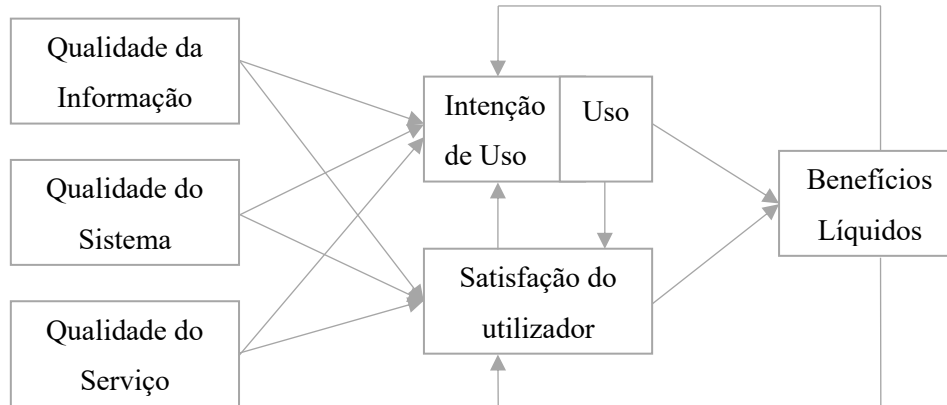 Qualidade da
Informação
Qualidade do
Sistema
Qualidade do
Serviço
Intenção
de Uso
Uso
Satisfação do
utilizador
Benefícios
Líquidos